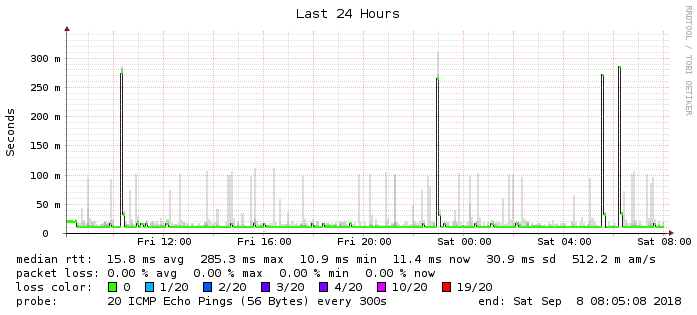 Last 24 Hours
RRDTOOL / TOBI OETIKER
Seconds
300 m
250 m
200 m
150 m
100 m
50 m
0
Fri 12:00 Fri 16:00 Fri 20:00 Sat 00:00 Sat 04:00 Sat 08:00
median rtt: 15.8 ms avg 285.3 ms max 10.9 ms min 11.4 ms now 30.9 ms sd 512.2 m am/s
packet loss: 0.00 % avg 0.00 % max 0.00 % min 0.00 % now
loss color: 0 1/20 2/20 3/20 4/20 10/20 19/20
probe: 20 ICMP Echo Pings (56 Bytes) every 300s end: Sat Sep 8 08:05:08 2018